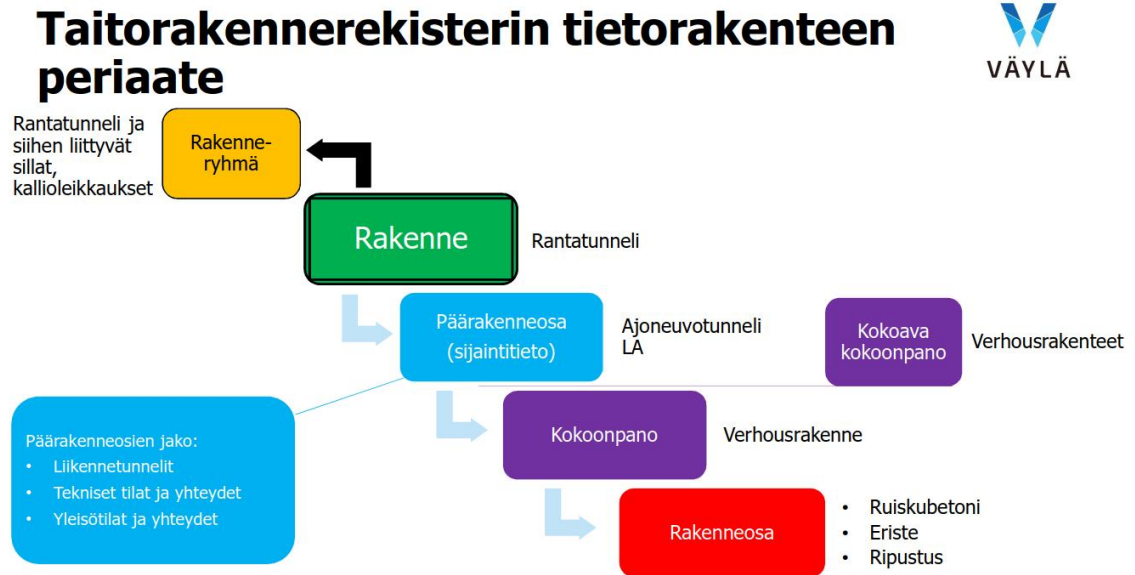 Taitorakennerekisterin tietorakenteen
periaate
VÄYLÄ
Rantatunneli ja
siihen liittyvät
sillat,
kallioleikkaukset
Rakenne-
ryhmä
Rakenne
Rantatunneli
Päärakenneosa
(sijaintitieto)
Ajoneuvotunneli
LA
Kokoava
kokoonpano
Verhousrakenteet
Päärakenneosien jako:
• Liikennetunnelit
• Tekniset tilat ja yhteydet
• Yleisötilat ja yhteydet
Kokoonpano
Verhousrakenne
Rakenneosa
• Ruiskubetoni
• Eriste
• Ripustus